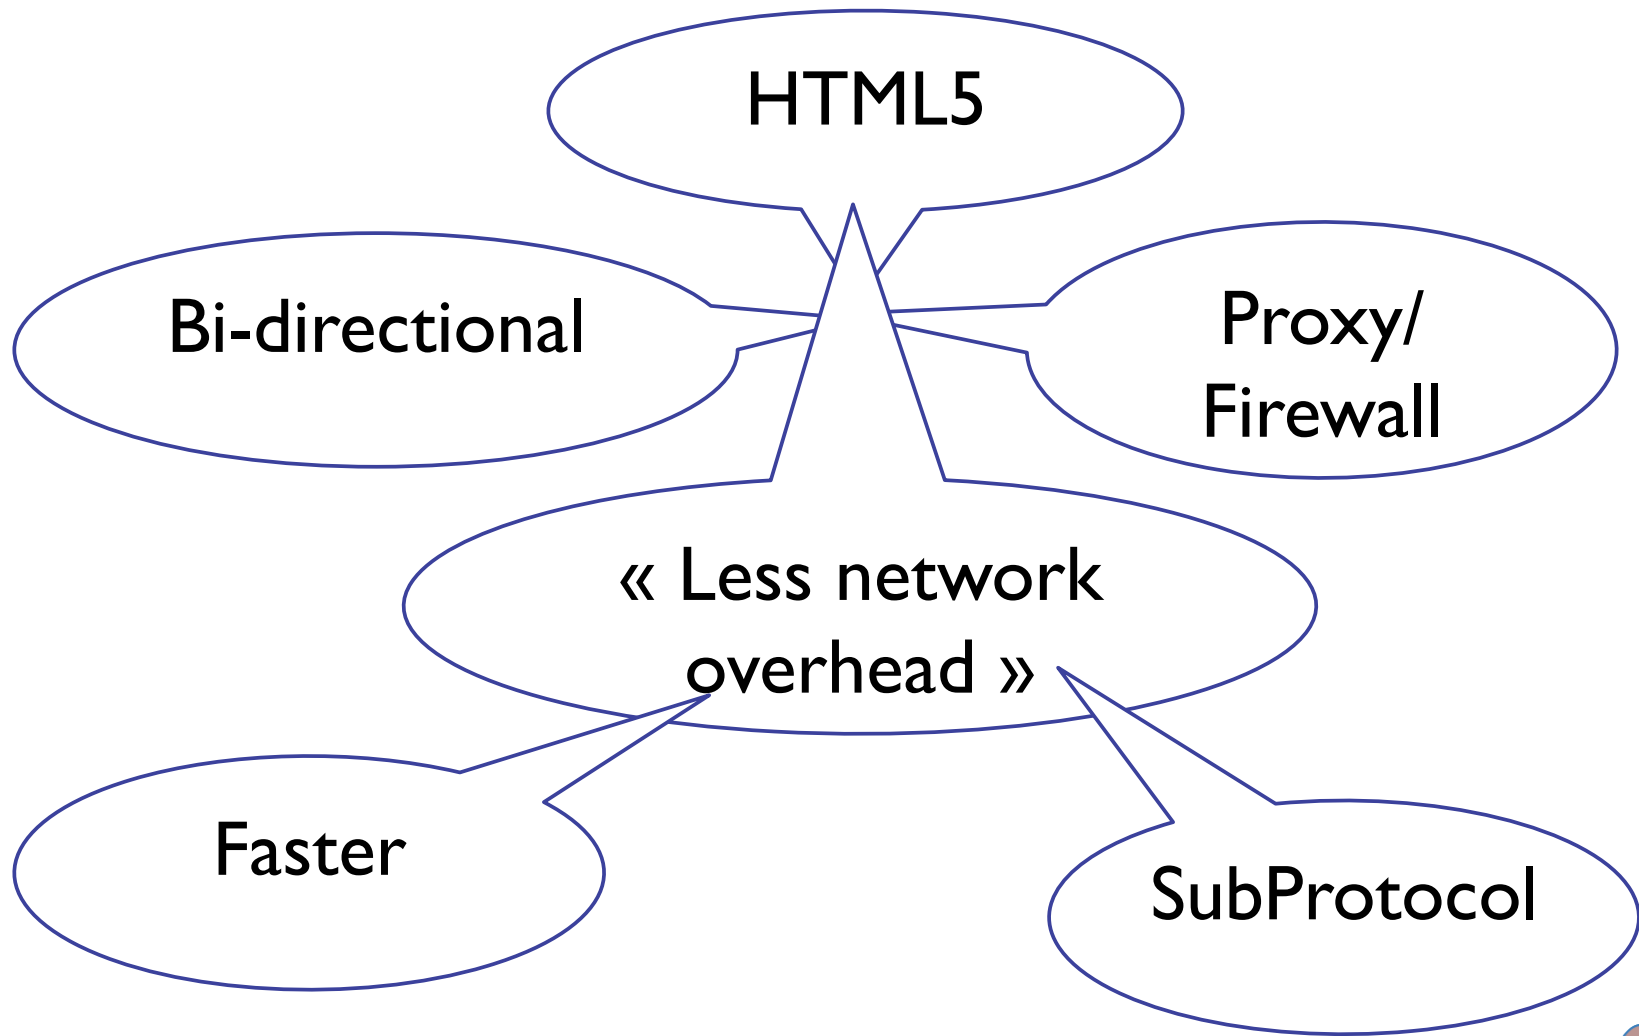 HTML5
Bi-directional
Proxy/
Firewall
« Less network
overhead »
Faster
SubProtocol